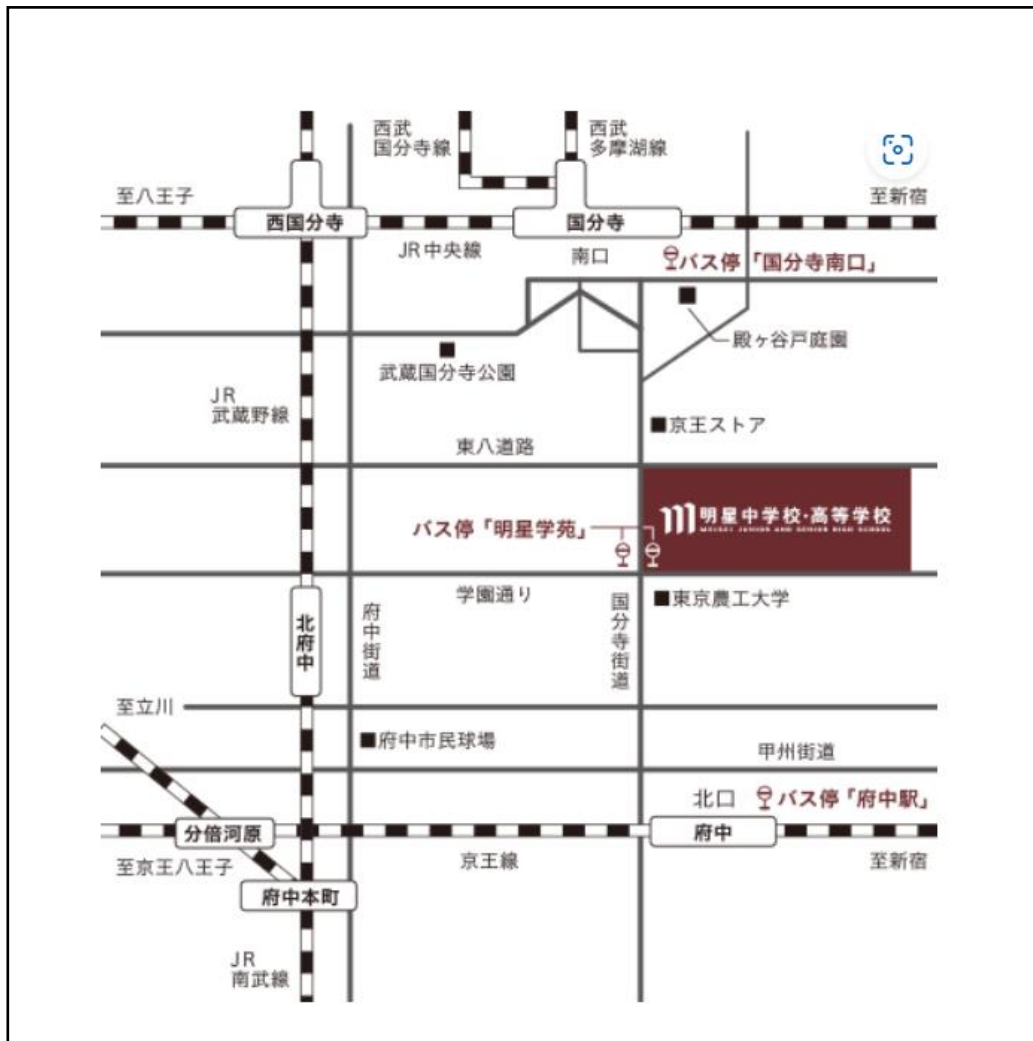 西武
国分寺線
西武
多摩湖線
至八王子
至新宿
西国分寺
国分寺
JR中央線
南口
バス停「国分寺南口」
殿ヶ谷戸庭園
武蔵国分寺公園
JR
武蔵野線
京王ストア
東八道路
明星中学校・高等学校
MEISEI JUNIOR AND SENIOR HIGH SCHOOL
バス停「明星学苑」
学園通り
東京農工大学
国分寺街道
府中街道
北府中
至立川
府中市民球場
甲州街道
北口
バス停「府中駅」
分倍河原
府中
至京王八王子
京王線
至新宿
府中本町
JR
南武線